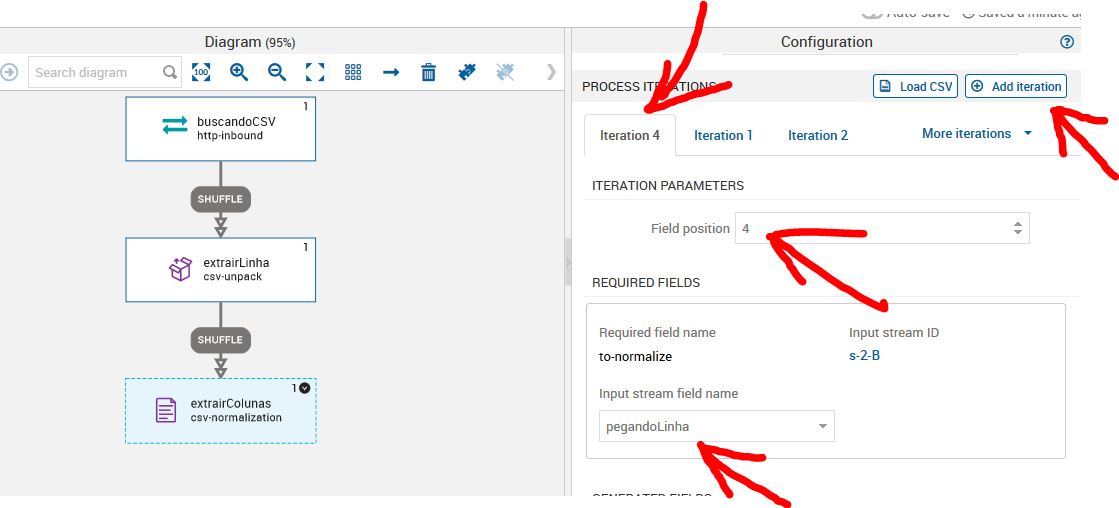 Auto-save Saved a minute ag
Diagram (95%)
Configuration
Search diagram
100
PROCESS ITERATIONS
Load CSV
Add iteration
1
buscandoCSV
http-inbound
Iteration 4
Iteration 1
Iteration 2
More iterations
SHUFFLE
ITERATION PARAMETERS
Field position
4
1
extrairLinha
csv-unpack
REQUIRED FIELDS
SHUFFLE
Required field name
Input stream ID
to-normalize
s-2-B
1
extrairColunas
csv-normalization
Input stream field name
pegandoLinha
GENERATED FIELDS